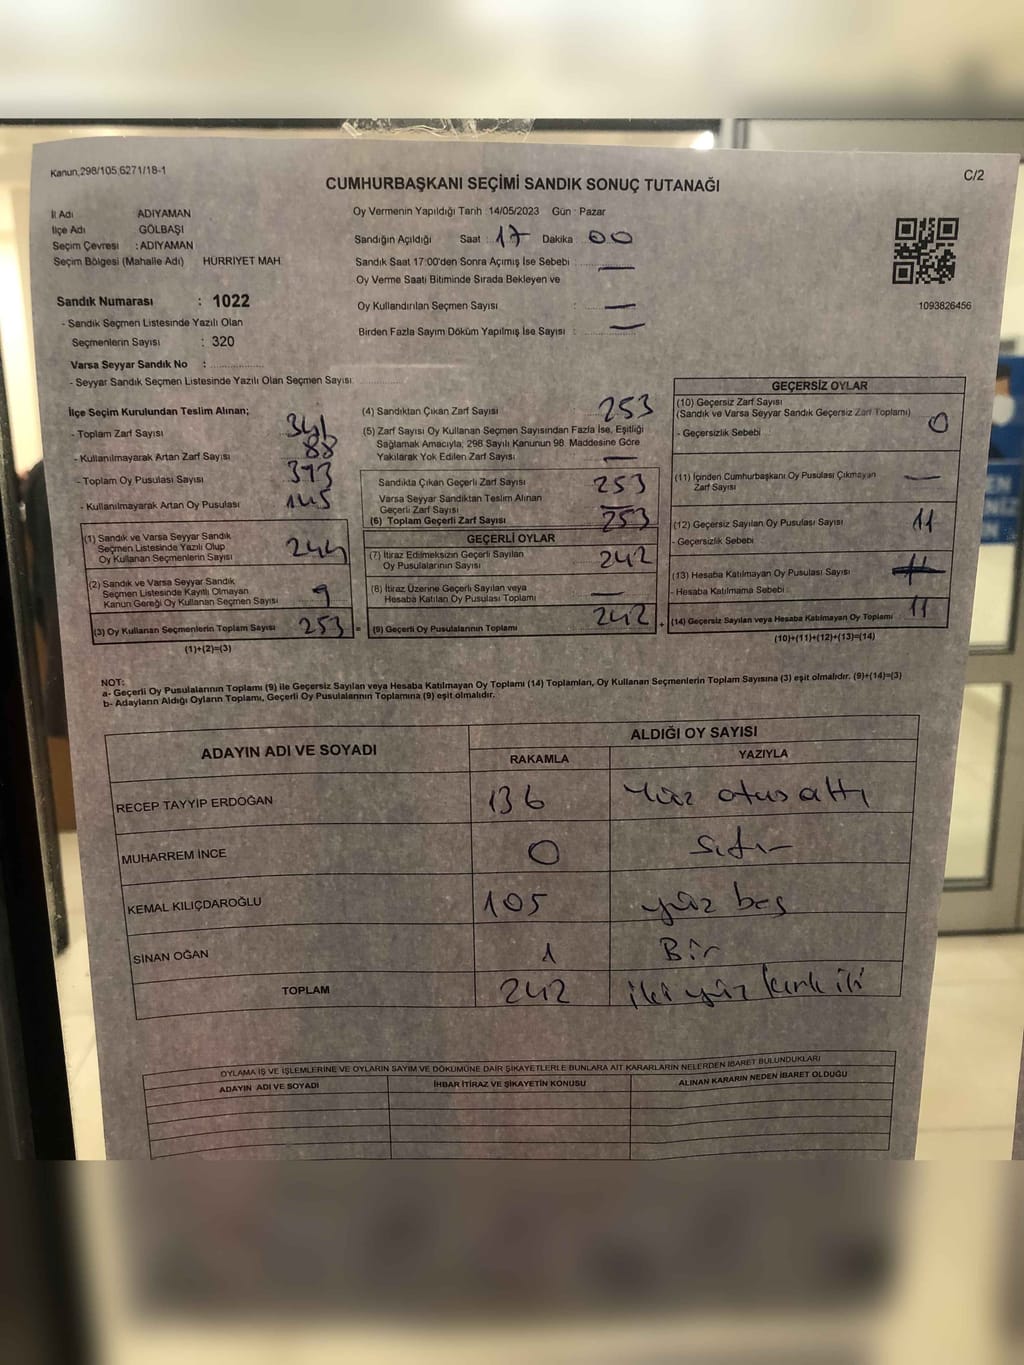 Kanun,298/105,6271/18-1
C/2
CUMHURBAŞKANI SEÇİMİ SANDIK SONUÇ TUTANAĞI
İl Adı ADIYAMAN
İlçe Adı GÖLBAŞI
Seçim Çevresi : ADIYAMAN
Seçim Bölgesi (Mahalle Adı) HÜRRİYET MAH
Oy Vermenin Yapıldığı Tarih :14/05/2023 Gün : Pazar
Sandığın Açıldığı Saat : 17 Dakika : 00
Sandık Saat 17:00'den Sonra Açımış İse Sebebi : —
Oy Verme Saati Bitiminde Sırada Bekleyen ve
Oy Kullandırılan Seçmen Sayısı : —
Birden Fazla Sayım Döküm Yapılmış İse Sayısı : —
1093826456
Sandık Numarası : 1022
- Sandık Seçmen Listesinde Yazılı Olan
Seçmenlerin Sayısı : 320
Varsa Seyyar Sandık No :
- Seyyar Sandık Seçmen Listesinde Yazılı Olan Seçmen Sayısı:
İlçe Seçim Kurulundan Teslim Alınan;
- Toplam Zarf Sayısı 341
- Kullanılmayarak Artan Zarf Sayısı 88
- Toplam Oy Pusulası Sayısı 393
- Kullanılmayarak Artan Oy Pusulası 145
(1) Sandık ve Varsa Seyyar Sandık
Seçmen Listesinde Yazılı Olup
Oy Kullanan Seçmenlerin Sayısı 244
(2) Sandık ve Varsa Seyyar Sandık
Seçmen Listesinde Kayıtlı Olmayan
Kanun Gereği Oy Kullanan Seçmen Sayısı 9
(3) Oy Kullanan Seçmenlerin Toplam Sayısı 253 =
(1)+(2)=(3)
(4) Sandıktan Çıkan Zarf Sayısı : 253
(5) Zarf Sayısı Oy Kullanan Seçmen Sayısından Fazla İse, Eşitliği
Sağlamak Amacıyla; 298 Sayılı Kanunun 98. Maddesine Göre
Yakılarak Yok Edilen Zarf Sayısı —
Sandıkta Çıkan Geçerli Zarf Sayısı 253
Varsa Seyyar Sandıktan Teslim Alınan
Geçerli Zarf Sayısı —
(6) Toplam Geçerli Zarf Sayısı 253
GEÇERLİ OYLAR
(7) İtiraz Edilmeksizin Geçerli Sayılan
Oy Pusulalarının Sayısı 242
(8) İtiraz Üzerine Geçerli Sayılan veya
Hesaba Katılan Oy Pusulası Toplamı —
(9) Geçerli Oy Pusulalarının Toplamı 242 +
GEÇERSİZ OYLAR
(10) Geçersiz Zarf Sayısı
(Sandık ve Varsa Seyyar Sandık Geçersiz Zarf Toplamı) 0
- Geçersizlik Sebebi
(11) İçinden Cumhurbaşkanı Oy Pusulası Çıkmayan
Zarf Sayısı —
(12) Geçersiz Sayılan Oy Pusulası Sayısı 11
- Geçersizlik Sebebi
(13) Hesaba Katılmayan Oy Pusulası Sayısı
- Hesaba Katılmama Sebebi
(14) Geçersiz Sayılan veya Hesaba Katılmayan Oy Toplamı 11
(10)+(11)+(12)+(13)=(14)
NOT:
a- Geçerli Oy Pusulalarının Toplamı (9) ile Geçersiz Sayılan veya Hesaba Katılmayan Oy Toplamı (14) Toplamları, Oy Kullanan Seçmenlerin Toplam Sayısına (3) eşit olmalıdır. (9)+(14)=(3)
b- Adayların Aldığı Oyların Toplamı, Geçerli Oy Pusulalarının Toplamına (9) eşit olmalıdır.
ADAYIN ADI VE SOYADI ALDIĞI OY SAYISI
RAKAMLA YAZIYLA
RECEP TAYYİP ERDOĞAN 136 Yüz otuz altı
MUHARREM İNCE 0 Sıfır
KEMAL KILIÇDAROĞLU 105 yüz beş
SİNAN OĞAN 1 Bir
TOPLAM 242 iki yüz kırk iki
OYLAMA İŞ VE İŞLEMLERİNE VE OYLARIN SAYIM VE DÖKÜMÜNE DAİR ŞİKAYETLERLE BUNLARA AİT KARARLARIN NELERDEN İBARET BULUNDUKLARI
ADAYIN ADI VE SOYADI İHBAR İTİRAZ VE ŞİKAYETİN KONUSU ALINAN KARARIN NEDEN İBARET OLDUĞU